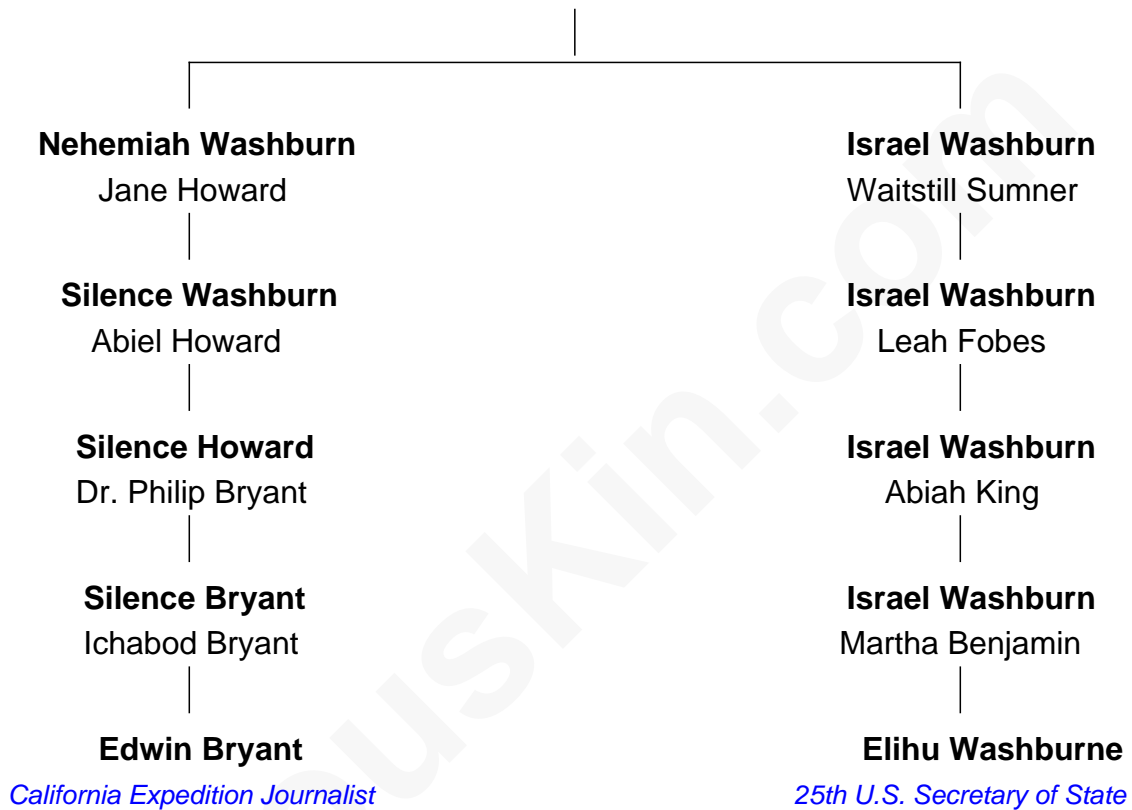 Nehemiah Washburn
Jane Howard
Israel Washburn
Waitstill Sumner
Silence Washburn
Abiel Howard
Israel Washburn
Leah Fobes
Silence Howard
Dr. Philip Bryant
Israel Washburn
Abiah King
Silence Bryant
Ichabod Bryant
Israel Washburn
Martha Benjamin
Edwin Bryant
California Expedition Journalist
Elihu Washburne
25th U.S. Secretary of State